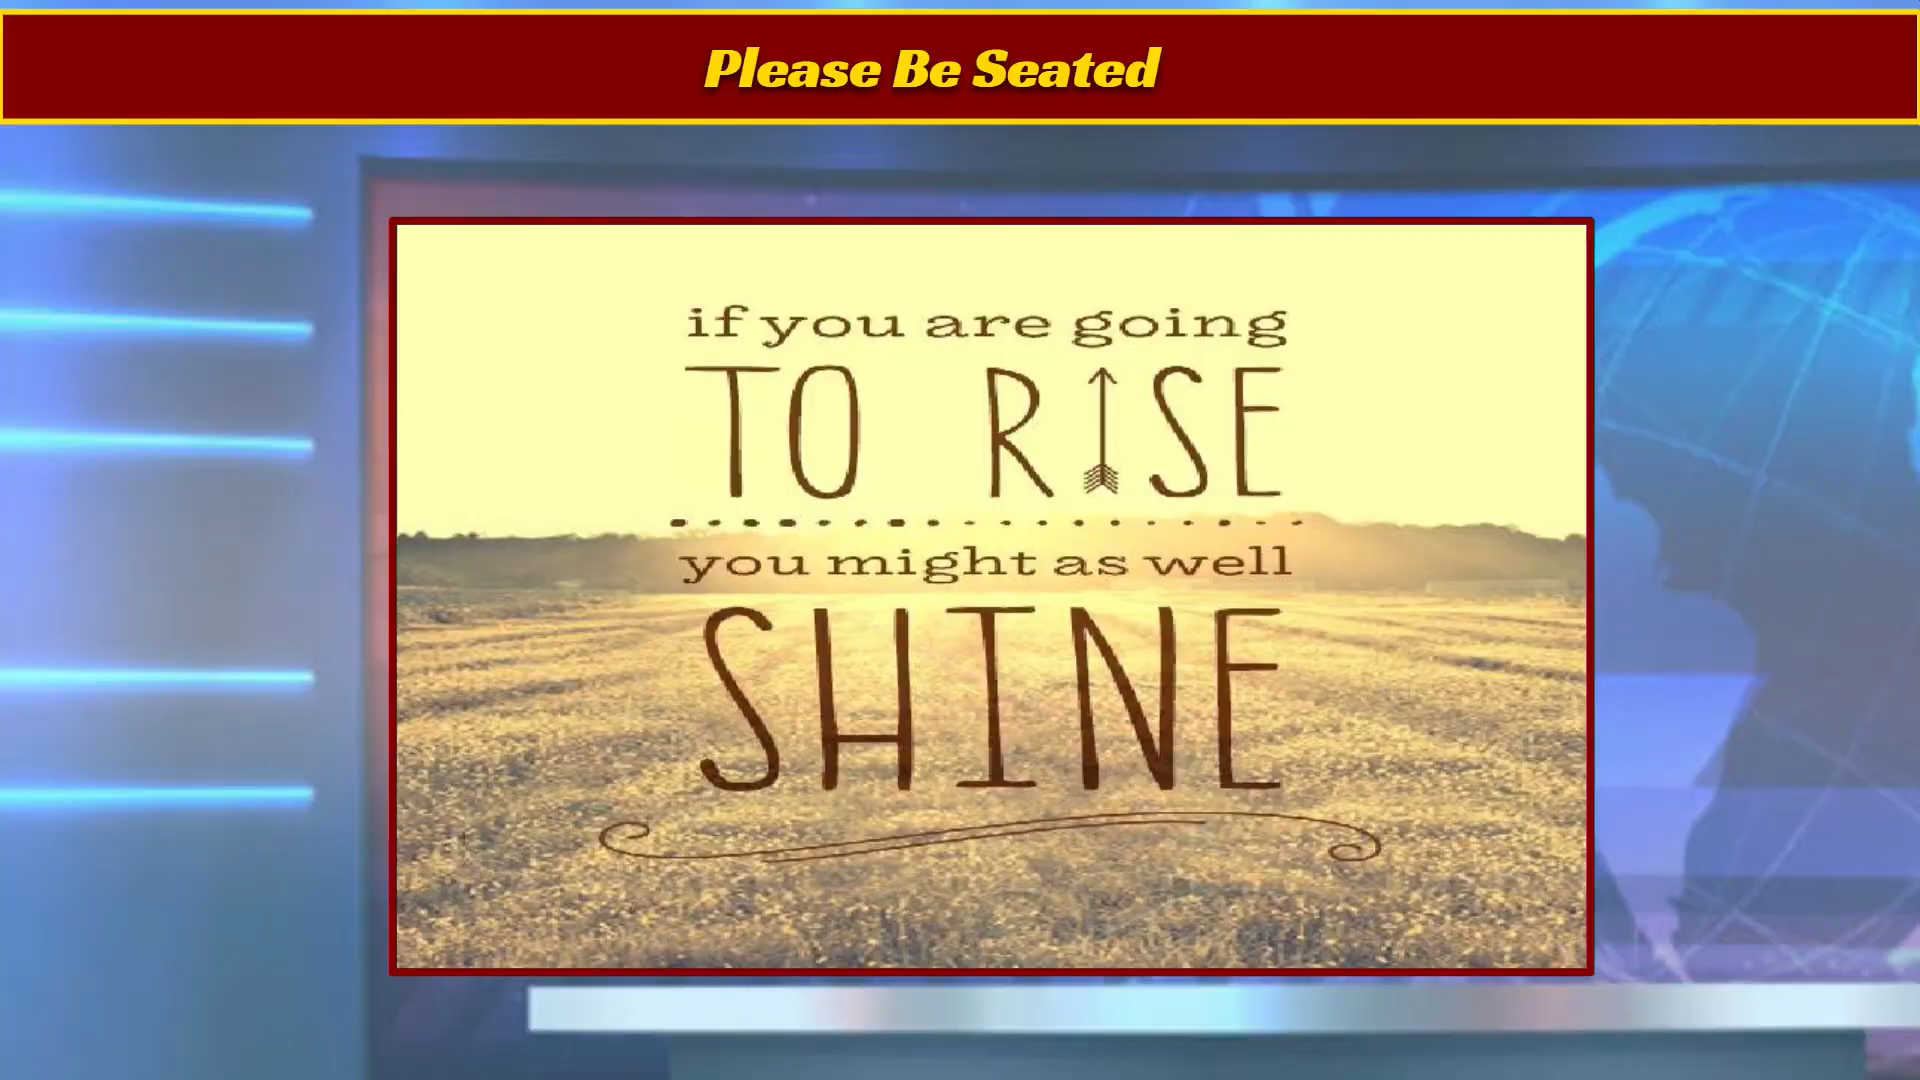 Please Be Seated
if you are going
TO RISE
you might as well
SHINE